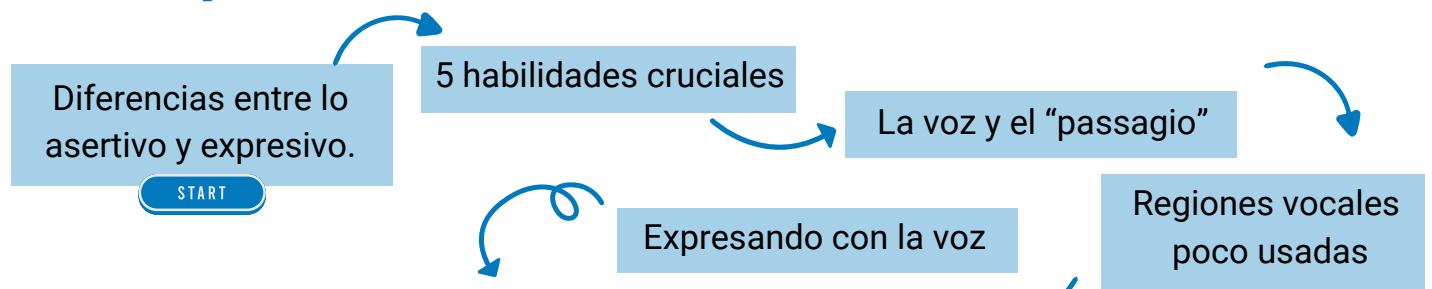 Diferencias entre lo
asertivo y expresivo.
START
5 habilidades cruciales
La voz y el “passagio”
Regiones vocales
poco usadas
Expresando con la voz